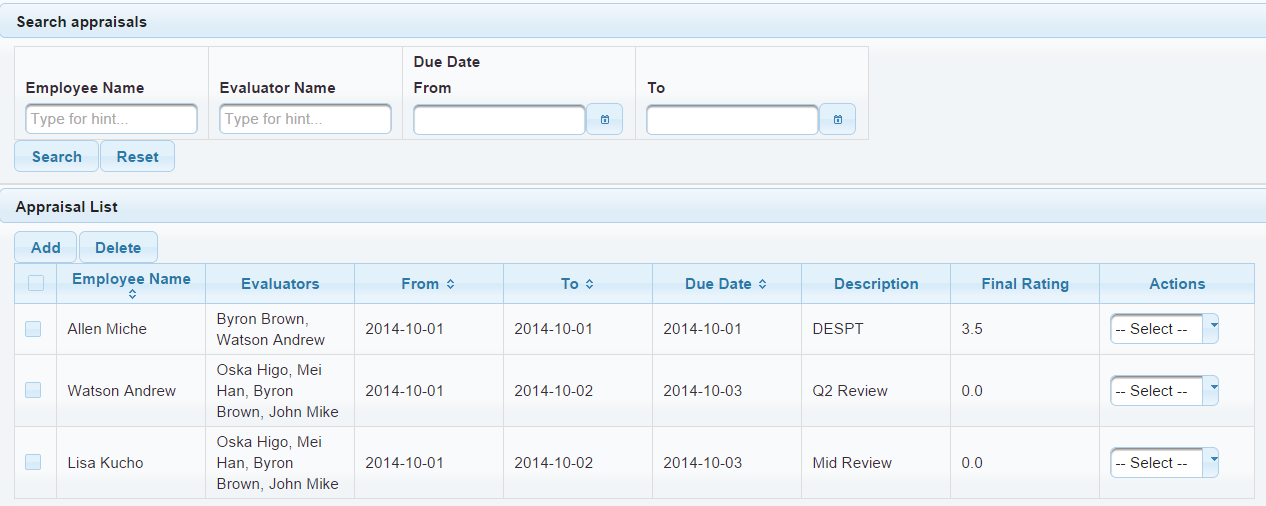 Search appraisals
Due Date
Employee Name Evaluator Name From To
Type for hint... Type for hint...
Search Reset
Appraisal List
Add Delete
Employee Name Evaluators From To Due Date Description Final Rating Actions
Allen Miche Byron Brown, Watson Andrew 2014-10-01 2014-10-01 2014-10-01 DESPT 3.5 -- Select --
Watson Andrew Oska Higo, Mei Han, Byron Brown, John Mike 2014-10-01 2014-10-02 2014-10-03 Q2 Review 0.0 -- Select --
Lisa Kucho Oska Higo, Mei Han, Byron Brown, John Mike 2014-10-01 2014-10-02 2014-10-03 Mid Review 0.0 -- Select --